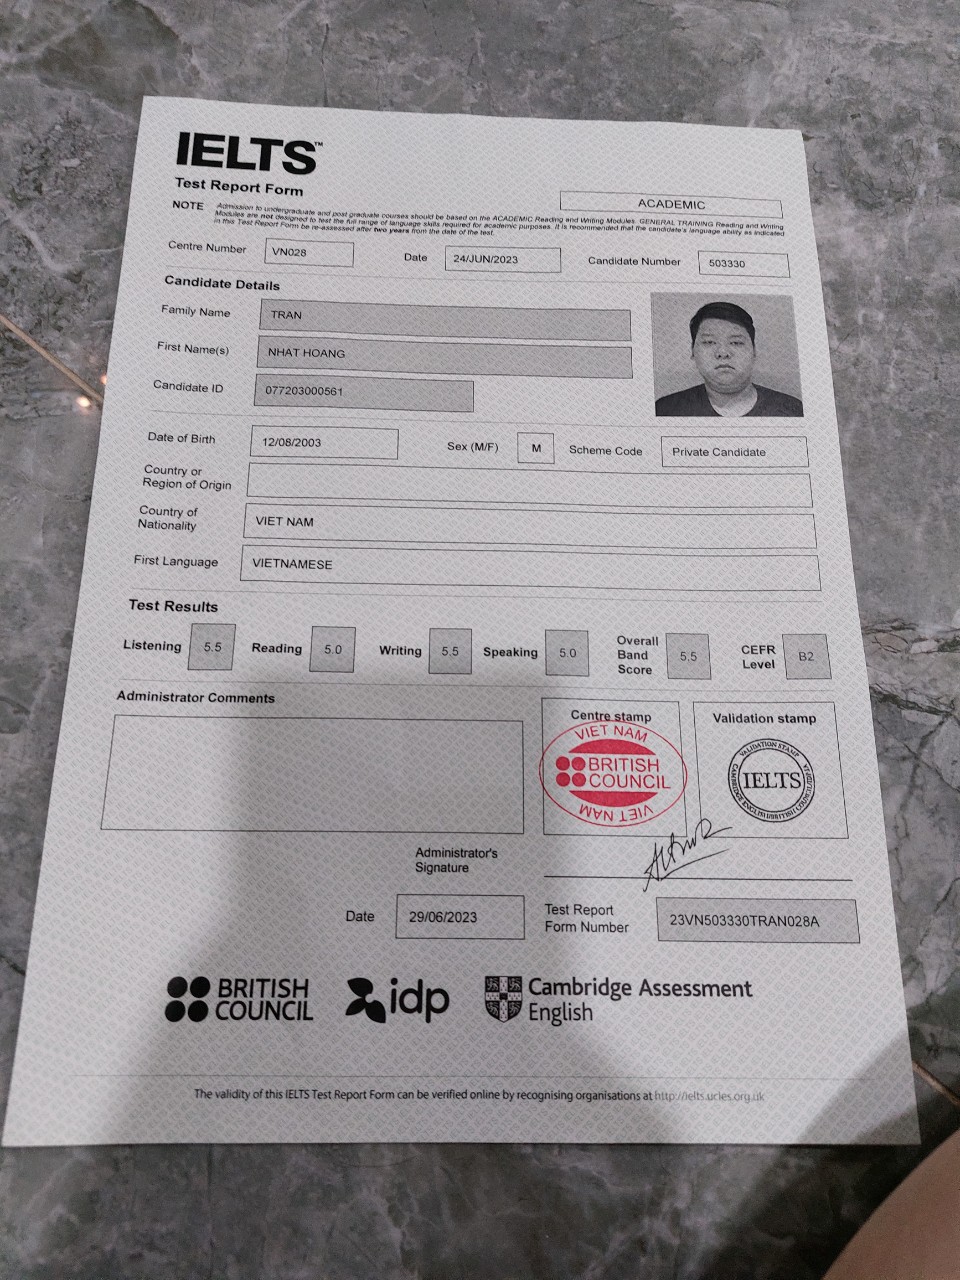 IELTS™
Test Report Form
ACADEMIC
NOTE Admission to undergraduate and post graduate courses should be based on the ACADEMIC Reading and Writing Modules. GENERAL TRAINING Reading and Writing
Modules are not designed to test the full range of language skills required for academic purposes. It is recommended that the candidate's language ability as indicated
in this Test Report Form be re-assessed after two years from the date of the test.
Centre Number VN028 Date 24/JUN/2023 Candidate Number 503330
Candidate Details
Family Name TRAN
First Name(s) NHAT HOANG
Candidate ID 077203000561
Date of Birth 12/08/2003 Sex (M/F) M Scheme Code Private Candidate
Country or
Region of Origin
Country of
Nationality VIET NAM
First Language VIETNAMESE
Test Results
Listening 5.5 Reading 5.0 Writing 5.5 Speaking 5.0 Overall Band Score 5.5 CEFR Level B2
Administrator Comments
Centre stamp
VIET NAM
BRITISH
COUNCIL
VIET NAM
Validation stamp
VALIDATION STAMP
IELTS
Administrator's
Signature
Date 29/06/2023
Test Report
Form Number 23VN503330TRAN028A
BRITISH
COUNCIL
idp
Cambridge Assessment
English
The validity of this IELTS Test Report Form can be verified online by recognising organisations at http://ielts.ucles.org.uk